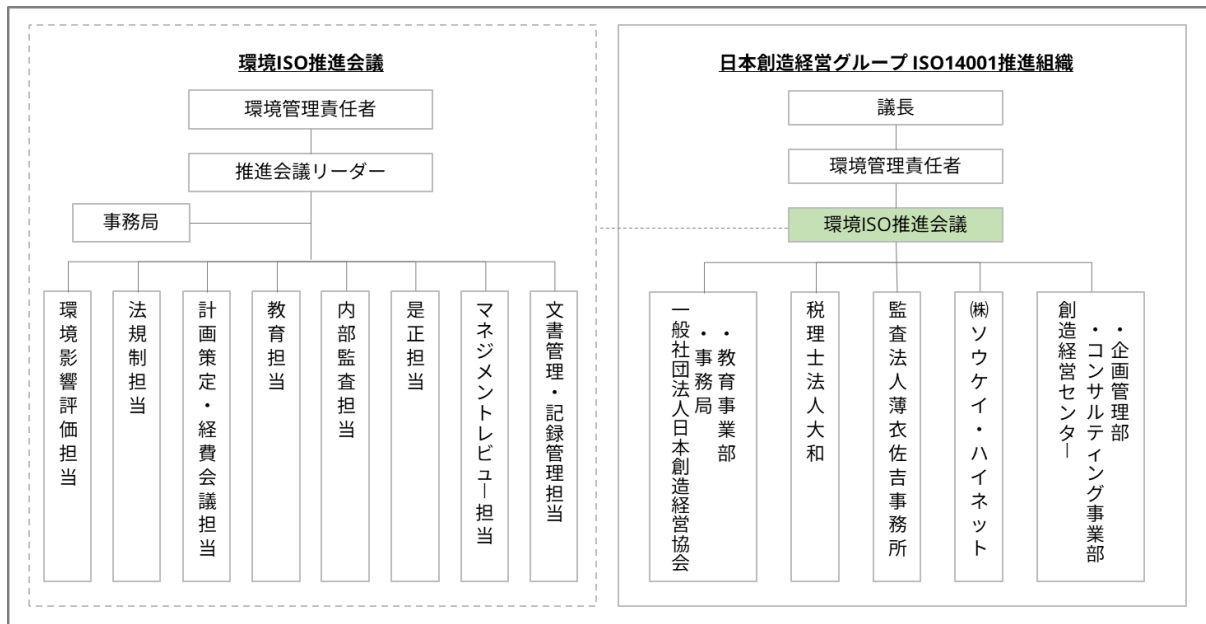 環境ISO推進会議
環境管理責任者
推進会議リーダー
事務局
環境影響評価担当
法規制担当
計画策定・経費会議担当
教育担当
内部監査担当
是正担当
マネジメントレビュー担当
文書管理・記録管理担当
日本創造経営グループ ISO14001推進組織
議長
環境管理責任者
環境ISO推進会議
一般社団法人日本創造経営協会
・事務局
・教育事業部
税理士法人大和
監査法人薄衣佐吉事務所
㈱ソウケイ・ハイネット
創造経営センター
・コンサルティング事業部
・企画管理部